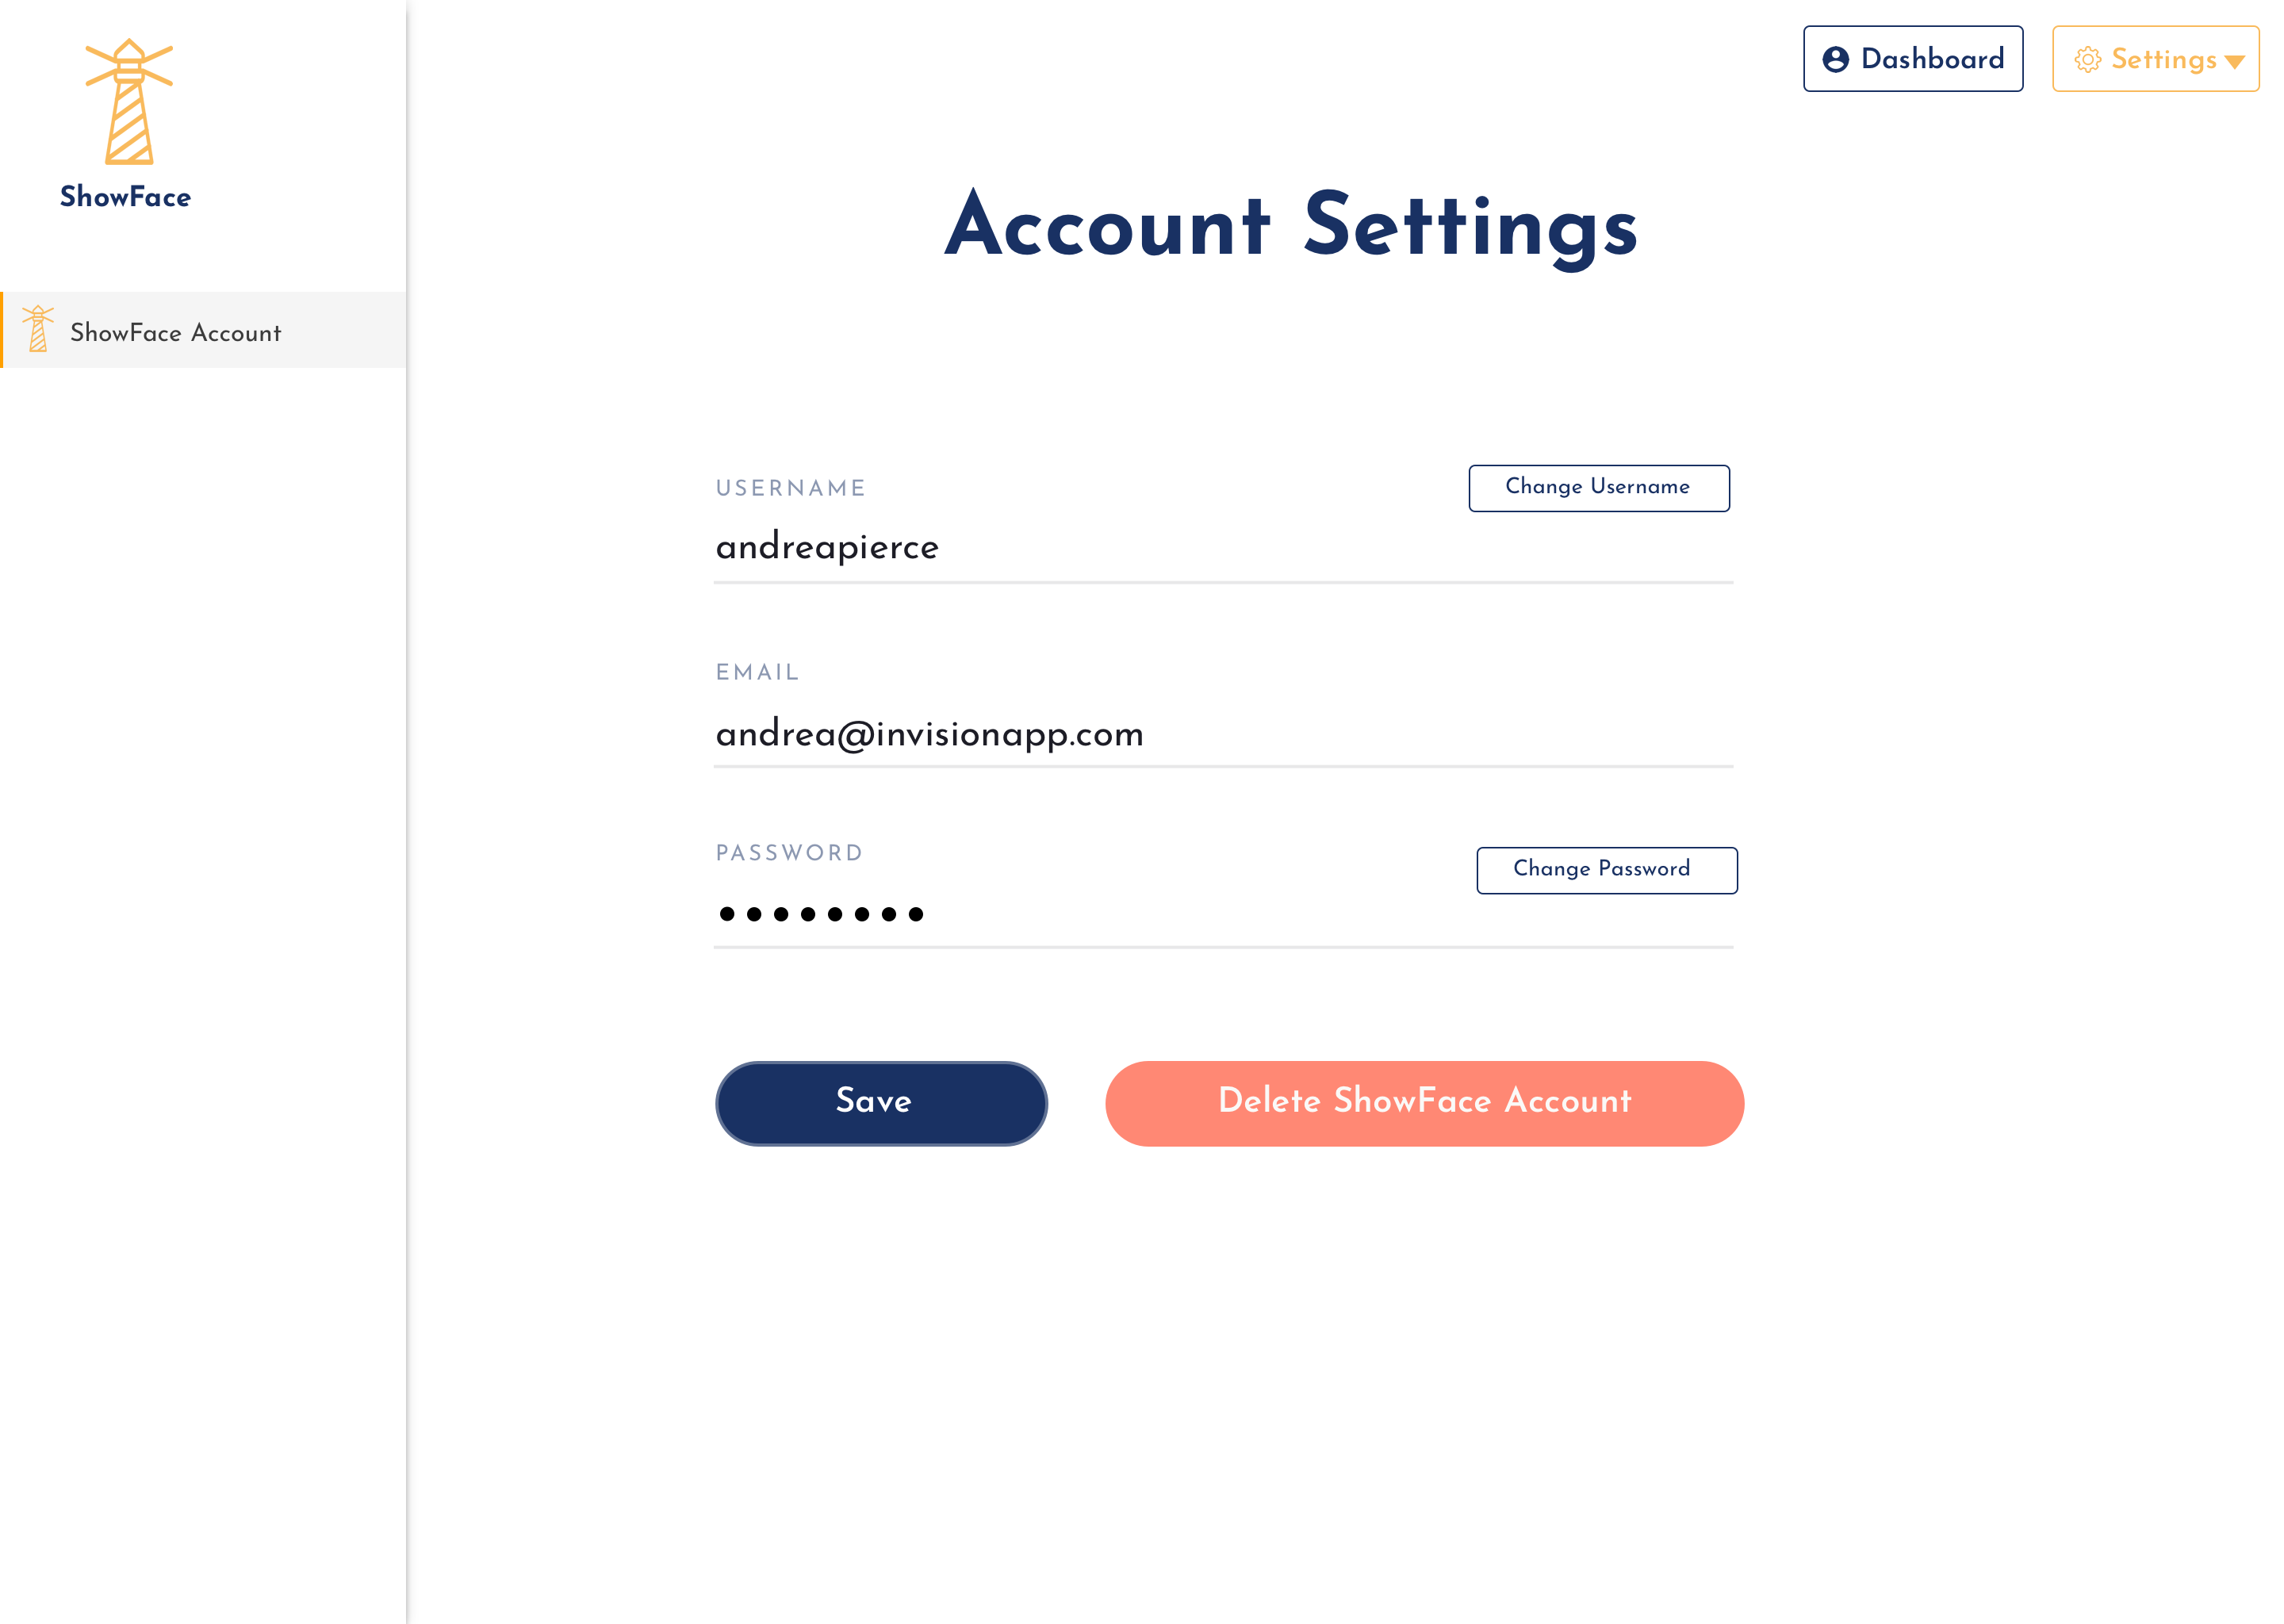 ShowFace
Dashboard
Settings
Account Settings
ShowFace Account
USERNAME
Change Username
andreapierce
EMAIL
andrea@invisionapp.com
PASSWORD
Change Password
Save
Delete ShowFace Account